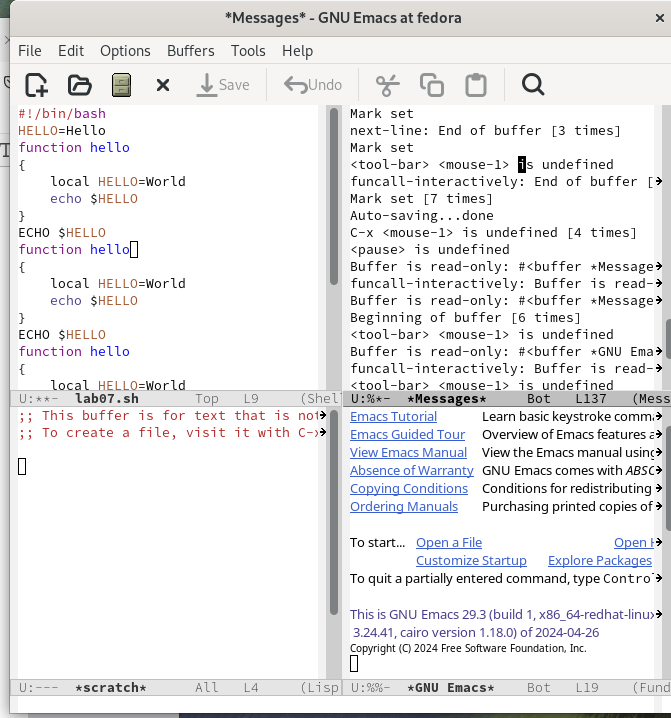 *Messages* - GNU Emacs at fedora
File Edit Options Buffers Tools Help
Save Undo
#!/bin/bash
HELLO=Hello
function hello
{
    local HELLO=World
    echo $HELLO
}
ECHO $HELLO
function hello
{
    local HELLO=World
    echo $HELLO
}
ECHO $HELLO
function hello
{
    local HELLO=World
U:**- lab07.sh Top L9 (Shel
Mark set
next-line: End of buffer [3 times]
Mark set
<tool-bar> <mouse-1> is undefined
funcall-interactively: End of buffer [
Mark set [7 times]
Auto-saving...done
C-x <mouse-1> is undefined [4 times]
<pause> is undefined
Buffer is read-only: #<buffer *Message
funcall-interactively: Buffer is read-
Buffer is read-only: #<buffer *Message
Beginning of buffer [6 times]
<tool-bar> <mouse-1> is undefined
Buffer is read-only: #<buffer *GNU Ema
funcall-interactively: Buffer is read-
<tool-bar> <mouse-1> is undefined
U:%*- *Messages* Bot L137 (Mess
;; This buffer is for text that is not
;; To create a file, visit it with C-x
U:--- *scratch* All L4 (Lisp
Emacs Tutorial Learn basic keystroke comm
Emacs Guided Tour Overview of Emacs features a
View Emacs Manual View the Emacs manual using
Absence of Warranty GNU Emacs comes with ABSO
Copying Conditions Conditions for redistributing
Ordering Manuals Purchasing printed copies of
To start... Open a File Open H
Customize Startup Explore Packages
To quit a partially entered command, type Contro
This is GNU Emacs 29.3 (build 1, x86_64-redhat-linux
3.24.41, cairo version 1.18.0) of 2024-04-26
Copyright (C) 2024 Free Software Foundation, Inc.
U:%%- *GNU Emacs* Bot L19 (Fund